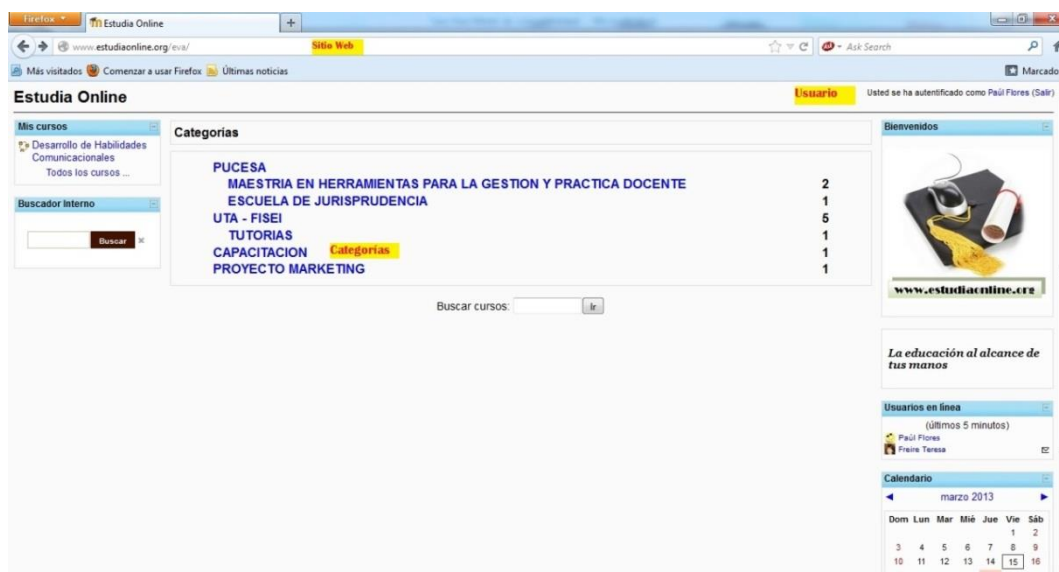 Firefox
Estudia Online
www.estudiaonline.org/eva/
Sitio Web
Ask Search
Más visitados Comenzar a usar Firefox Últimas noticias
Marcado
Estudia Online
Usuario
Usted se ha autentificado como Paúl Flores (Salir)
Mis cursos
Desarrollo de Habilidades
Comunicacionales
Todos los cursos ...
Buscador Interno
Buscar
Categorías
PUCESA
MAESTRIA EN HERRAMIENTAS PARA LA GESTION Y PRACTICA DOCENTE 2
ESCUELA DE JURISPRUDENCIA 1
UTA - FISEI 5
TUTORIAS 1
CAPACITACION Categorías 1
PROYECTO MARKETING 1
Buscar cursos: Ir
Bienvenidos
www.estudiaonline.org
La educación al alcance de
tus manos
Usuarios en línea
(últimos 5 minutos)
Paúl Flores
Freire Teresa
Calendario
marzo 2013
Dom Lun Mar Mié Jue Vie Sáb
1 2
3 4 5 6 7 8 9
10 11 12 13 14 15 16